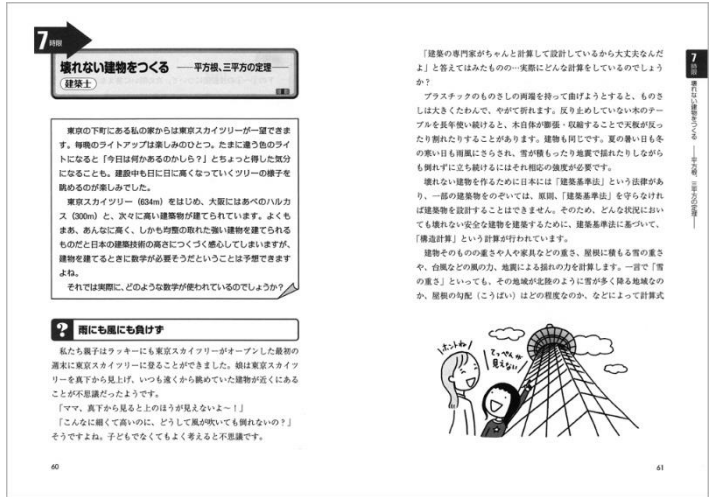 7時限
壊れない建物をつくる ――平方根、三平方の定理――
建築士
東京の下町にある私の家からは東京スカイツリーが一望できま
す。毎晩のライトアップは楽しみのひとつ。たまに違う色のライ
トになると「今日は何かあるのかしら？」とちょっと得した気分
になることも。建設中も日に日に高くなっていくツリーの様子を
眺めるのが楽しみでした。
東京スカイツリー（634m）をはじめ、大阪にはあべのハルカ
ス（300m）と、次々に高い建築物が建てられています。よくも
まあ、あんなに高く、しかも均整の取れた強い建物を建てられる
ものだと日本の建築技術の高さにつくづく感心してしまいますが、
建物を建てるときに数学が必要そうだということは予想できます
よね。
それでは実際に、どのような数学が使われているのでしょうか？
? 雨にも風にも負けず
私たち親子はラッキーにも東京スカイツリーがオープンした最初の
週末に東京スカイツリーに登ることができました。娘は東京スカイツ
リーを真下から見上げ、いつも遠くから眺めていた建物が近くにある
ことが不思議だったようです。
「ママ、真下から見ると上のほうが見えないよ～！」
「こんなに細くて高いのに、どうして風が吹いても倒れないの？」
そうですよね。子どもでなくてもよく考えると不思議です。
60
「建築の専門家がちゃんと計算して設計しているから大丈夫なんだ
よ」と答えてはみたものの…実際にどんな計算をしているのでしょう
か？
プラスチックのものさしの両端を持って曲げようとすると、ものさ
しは大きくたわんで、やがて折れます。反り止めしていない木のテー
ブルを長年使い続けると、木自体が膨張・収縮することで天板が反っ
たり割れたりすることがあります。建物も同じです。夏の暑い日も冬
の寒い日も雨風にさらされ、雪が積もったり地震で揺れたりしながら
も倒れずに立ち続けるにはそれ相応の強度が必要です。
壊れない建物を作るために日本には「建築基準法」という法律があ
り、一部の建築物をのぞいては、原則、「建築基準法」を守らなけれ
ば建築物を設計することはできません。そのため、どんな状況におい
ても壊れない安全な建物を建築するために、建築基準法に基づいて、
「構造計算」という計算が行われています。
建物そのものの重さや人や家具などの重さ、屋根に積もる雪の重さ
や、台風などの風の力、地震による揺れの力を計算します。一言で「雪
の重さ」といっても、その地域が北陸のように雪が多く降る地域なの
か、屋根の勾配（こうばい）はどの程度なのか、などによって計算式
ホントね
てっぺんが
見えない
61
7時限 壊れない建物をつくる ――平方根、三平方の定理――